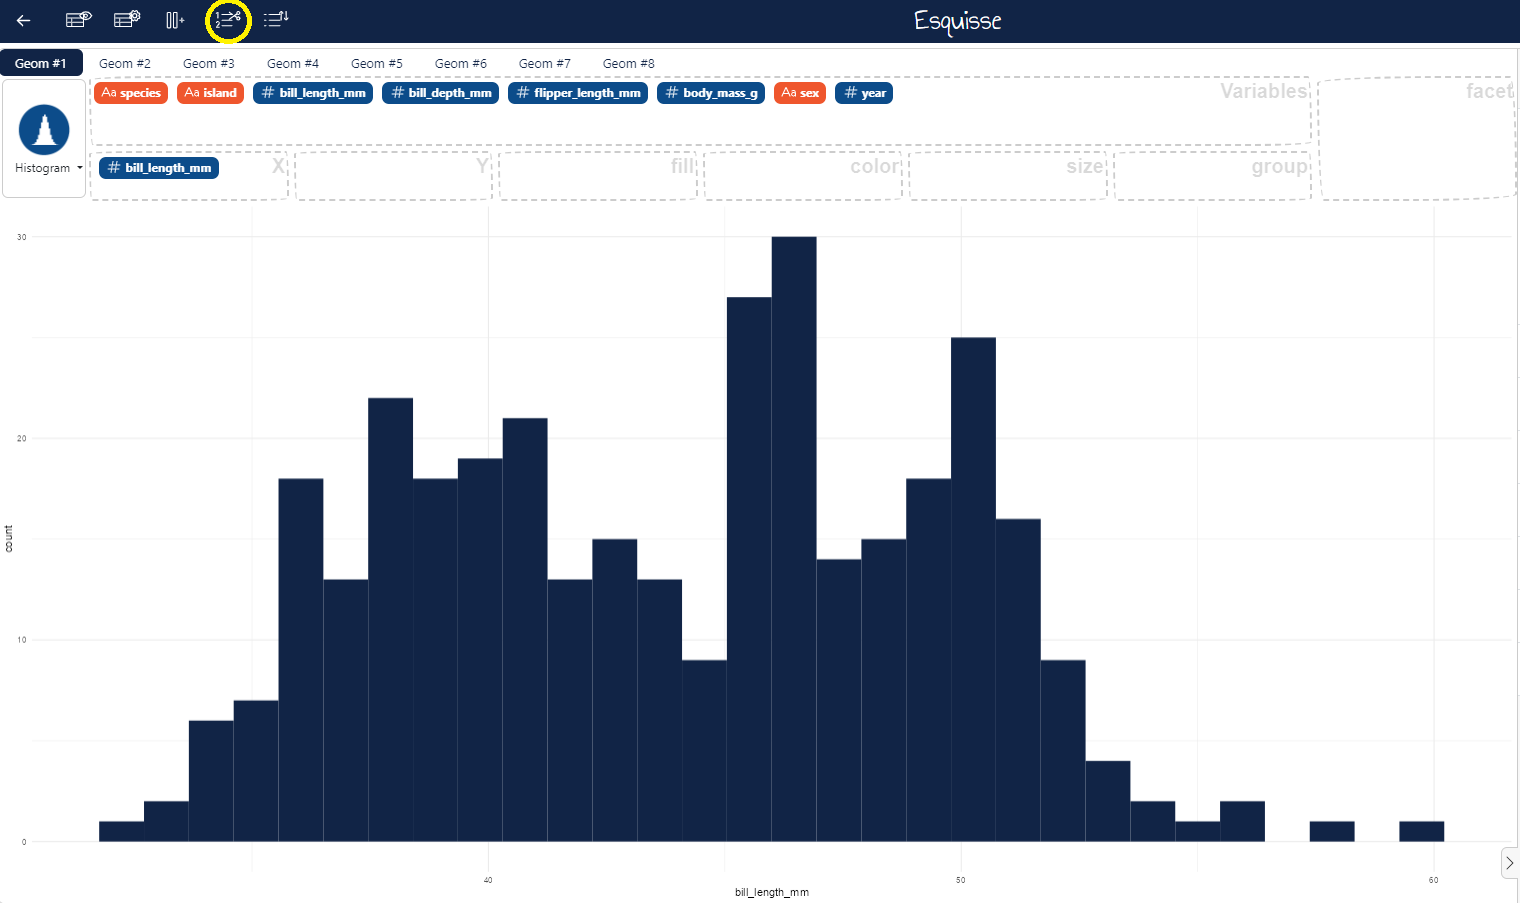 Esquisse
Geom #1 Geom #2 Geom #3 Geom #4 Geom #5 Geom #6 Geom #7 Geom #8
Aa species Aa island # bill_length_mm # bill_depth_mm # flipper_length_mm # body_mass_g Aa sex # year Variables facet
Histogram
# bill_length_mm X Y fill color size group
30
20
10
0
count
40 50 60
bill_length_mm